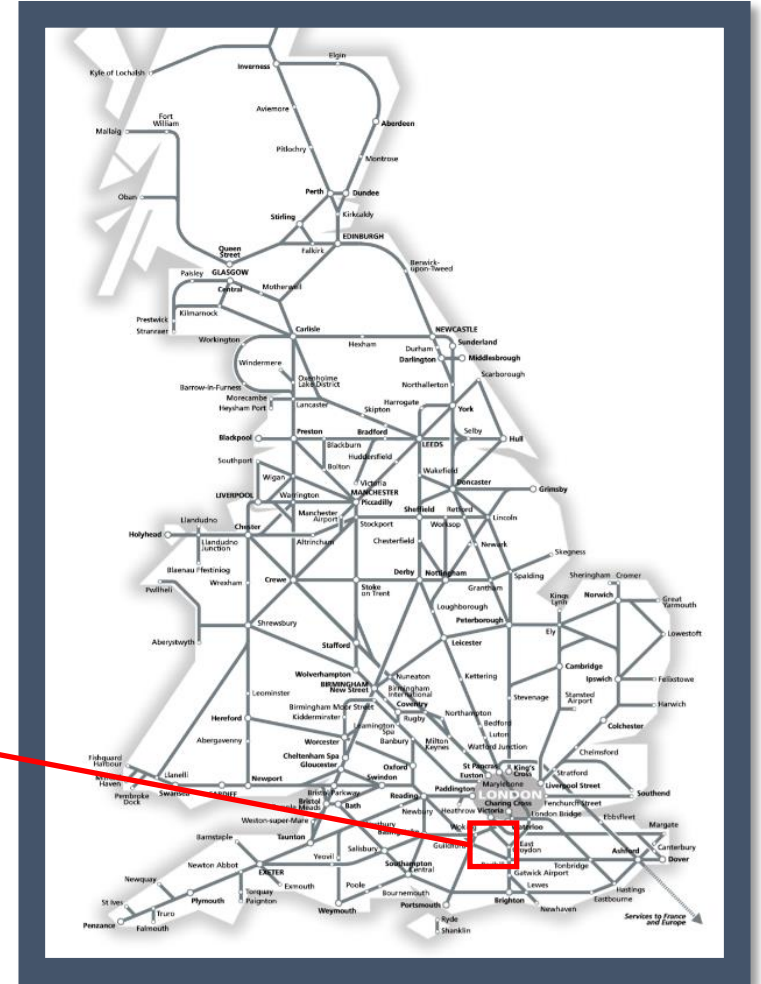 Kyle of Lochalsh
Inverness
Elgin
Aviemore
Aberdeen
Fort
William
Mallaig
Pitlochry
Montrose
Perth
Dundee
Oban
Stirling
Kirkcaldy
Queen
Street
Falkirk
EDINBURGH
Berwick-
upon-Tweed
Paisley
GLASGOW
Central
Motherwell
Prestwick
Kilmarnock
Stranraer
Carlisle
NEWCASTLE
Workington
Hexham
Durham
Sunderland
Darlington
Middlesbrough
Windermere
Oxenholme
Lake District
Scarborough
Barrow-in-Furness
Northallerton
Morecambe
Heysham Port
Lancaster
Harrogate
Skipton
York
Blackpool
Preston
Bradford
LEEDS
Selby
Hull
Blackburn
Huddersfield
Southport
Bolton
Wakefield
Wigan
Victoria
MANCHESTER
Piccadilly
Doncaster
Grimsby
LIVERPOOL
Warrington
Manchester
Airport
Sheffield
Retford
Llandudno
Stockport
Worksop
Lincoln
Holyhead
Chester
Llandudno
Junction
Altrincham
Chesterfield
Newark
Skegness
Blaenau Ffestiniog
Derby
Nottingham
Pwllheli
Wrexham
Crewe
Stoke
on Trent
Grantham
Spalding
Sheringham
Cromer
Kings
Lynn
Norwich
Great
Yarmouth
Loughborough
Peterborough
Shrewsbury
Ely
Lowestoft
Aberystwyth
Stafford
Leicester
Wolverhampton
BIRMINGHAM
New Street
Nuneaton
Kettering
Cambridge
Ipswich
Felixstowe
Birmingham
International
Leominster
Stevenage
Stansted
Airport
Harwich
Birmingham Moor Street
Coventry
Hereford
Kidderminster
Rugby
Northampton
Colchester
Leamington
Spa
Bedford
Abergavenny
Worcester
Banbury
Milton
Keynes
Luton
Cheltenham Spa
Watford Junction
Chelmsford
Fishguard
Harbour
Gloucester
Oxford
St Pancras
King's
Cross
Euston
Stratford
Haven
Llanelli
Newport
Swindon
Marylebone
Liverpool Street
Pembroke
Dock
Swansea
CARDIFF
Bristol Parkway
Reading
Paddington
LONDON
Southend
Bristol
Temple Meads
Bath
Newbury
Heathrow
Victoria
Charing Cross
Fenchurch Street
London Bridge
Weston-super-Mare
Ebbsfleet
Woking
Waterloo
Margate
Barnstaple
Taunton
Basingstoke
Guildford
East
Croydon
Canterbury
Salisbury
Ashford
Dover
Newton Abbot
Yeovil
Southampton
Central
Tonbridge
EXETER
Gatwick Airport
Newquay
Exmouth
Poole
Lewes
Hastings
Torquay
Paignton
Bournemouth
Eastbourne
St Ives
Plymouth
Weymouth
Portsmouth
Brighton
Newhaven
Truro
Penzance
Falmouth
Ryde
Shanklin
Services to France
and Europe